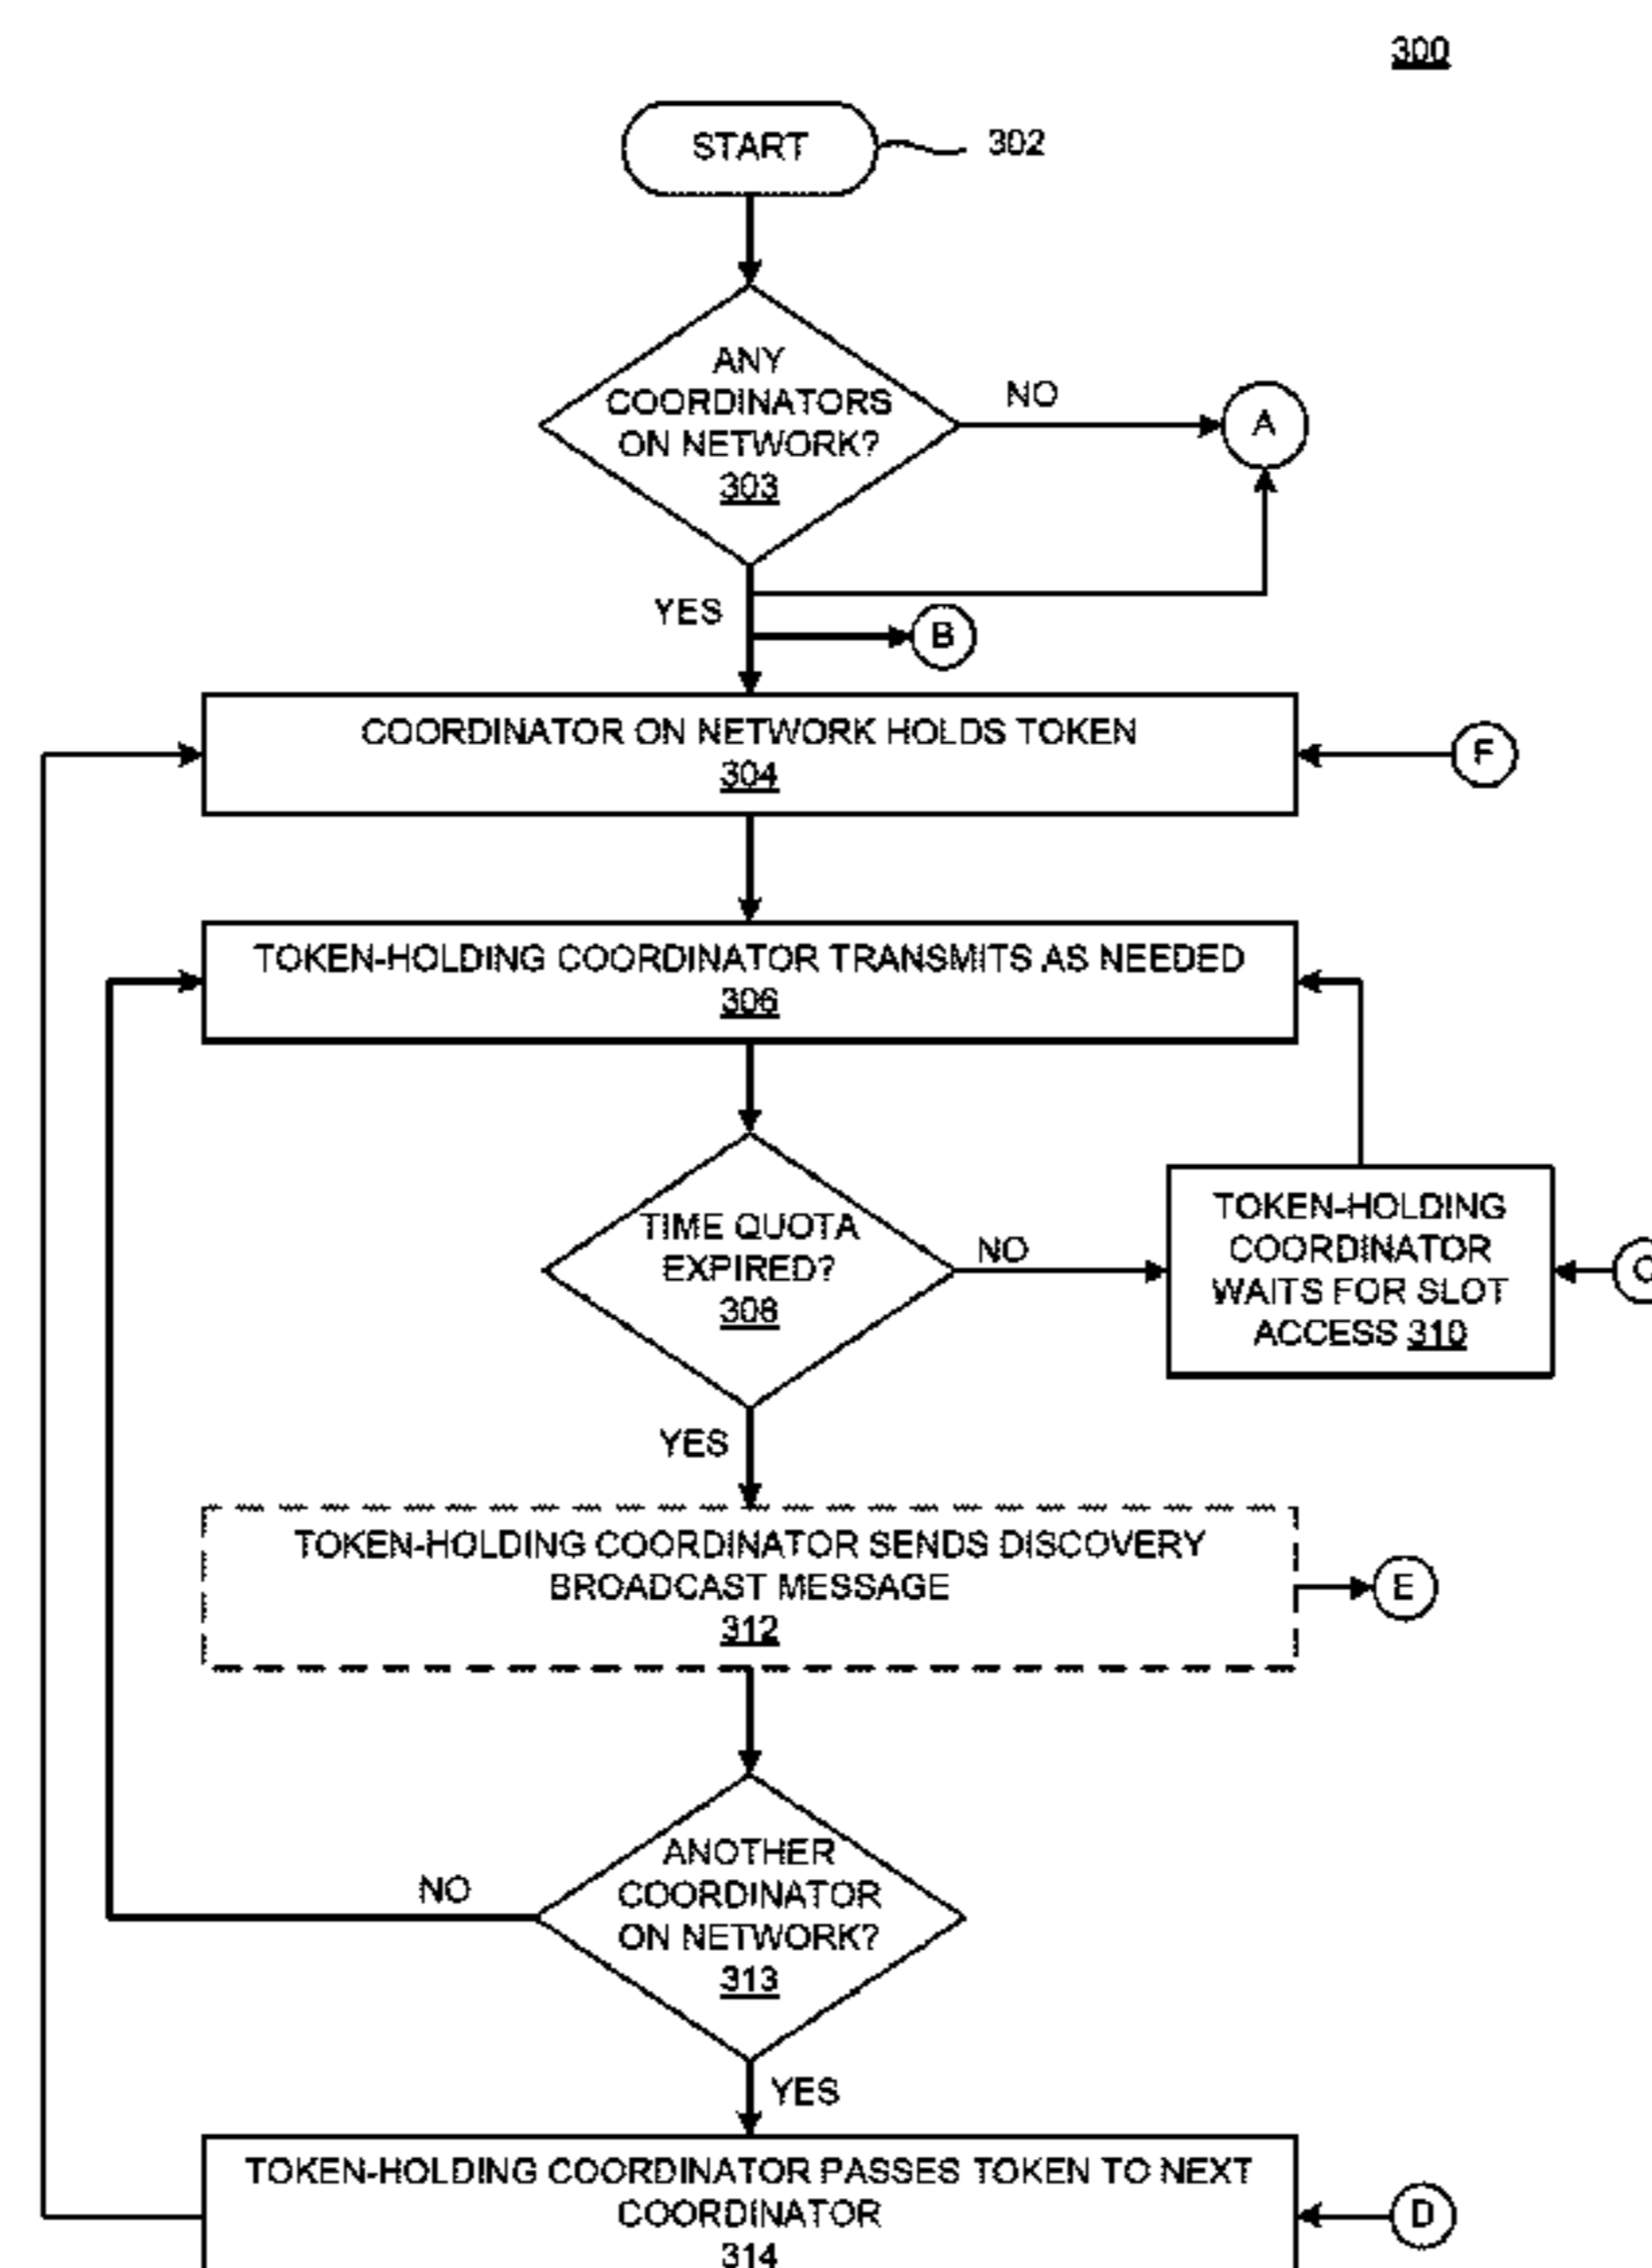 300
START
302
ANY
COORDINATORS
ON NETWORK?
303
NO
A
YES
B
COORDINATOR ON NETWORK HOLDS TOKEN
304
F
TOKEN-HOLDING COORDINATOR TRANSMITS AS NEEDED
306
TIME QUOTA
EXPIRED?
308
NO
TOKEN-HOLDING
COORDINATOR
WAITS FOR SLOT
ACCESS 310
YES
TOKEN-HOLDING COORDINATOR SENDS DISCOVERY
BROADCAST MESSAGE
312
E
ANOTHER
COORDINATOR
ON NETWORK?
313
NO
YES
TOKEN-HOLDING COORDINATOR PASSES TOKEN TO NEXT
COORDINATOR
314
D